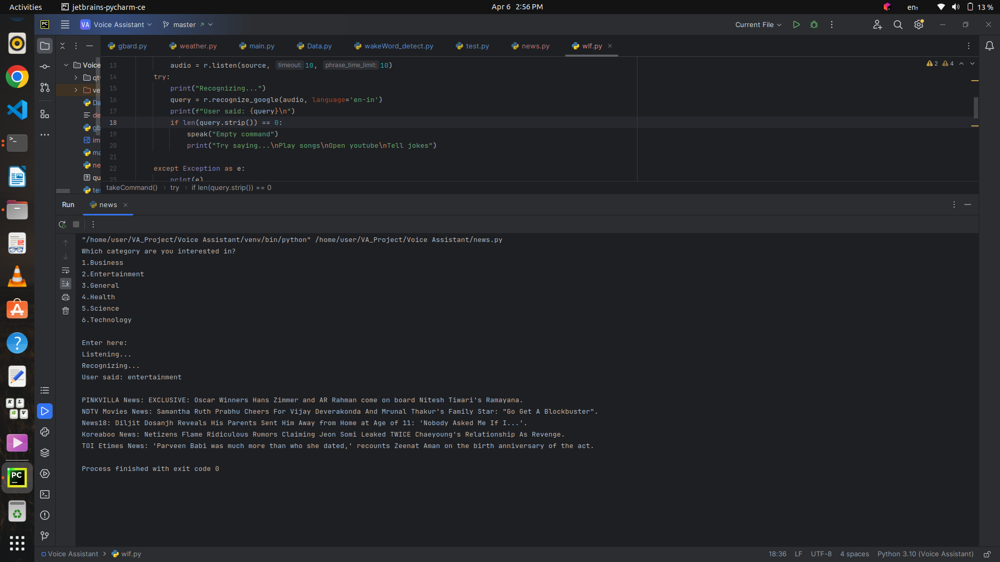 Activities
jetbrains-pycharm-ce
Apr 6 2:56 PM
en₁
13 %
PC
VA Voice Assistant
master
Current File
gbard.py
weather.py
main.py
Data.py
wakeWord_detect.py
test.py
news.py
wlf.py
Voice
qt
ve
Da
de
gb
im
ma
ne
qu
tes
2 4
13 audio = r.listen(source, timeout: 10, phrase_time_limit: 10)
14 try:
15 print("Recognizing...")
16 query = r.recognize_google(audio, language='en-in')
17 print(f"User said: {query}\n")
18 if len(query.strip()) == 0:
19 speak("Empty command")
20 print("Try saying...\nPlay songs\nOpen youtube\nTell jokes")
21
22 except Exception as e:
23 print(e)
takeCommand() › try › if len(query.strip()) == 0
Run
news
"/home/user/VA_Project/Voice Assistant/venv/bin/python" /home/user/VA_Project/Voice Assistant/news.py
Which category are you interested in?
1.Business
2.Entertainment
3.General
4.Health
5.Science
6.Technology
Enter here:
Listening...
Recognizing...
User said: entertainment
PINKVILLA News: EXCLUSIVE: Oscar Winners Hans Zimmer and AR Rahman come on board Nitesh Tiwari's Ramayana.
NDTV Movies News: Samantha Ruth Prabhu Cheers For Vijay Deverakonda And Mrunal Thakur's Family Star: "Go Get A Blockbuster".
News18: Diljit Dosanjh Reveals His Parents Sent Him Away from Home at Age of 11: 'Nobody Asked Me If I...'.
Koreaboo News: Netizens Flame Ridiculous Rumors Claiming Jeon Somi Leaked TWICE Chaeyoung's Relationship As Revenge.
TOI Etimes News: 'Parveen Babi was much more than who she dated,' recounts Zeenat Aman on the birth anniversary of the act.
Process finished with exit code 0
K L
a v
PC
Voice Assistant › wlf.py
18:36 LF UTF-8 4 spaces Python 3.10 (Voice Assistant)